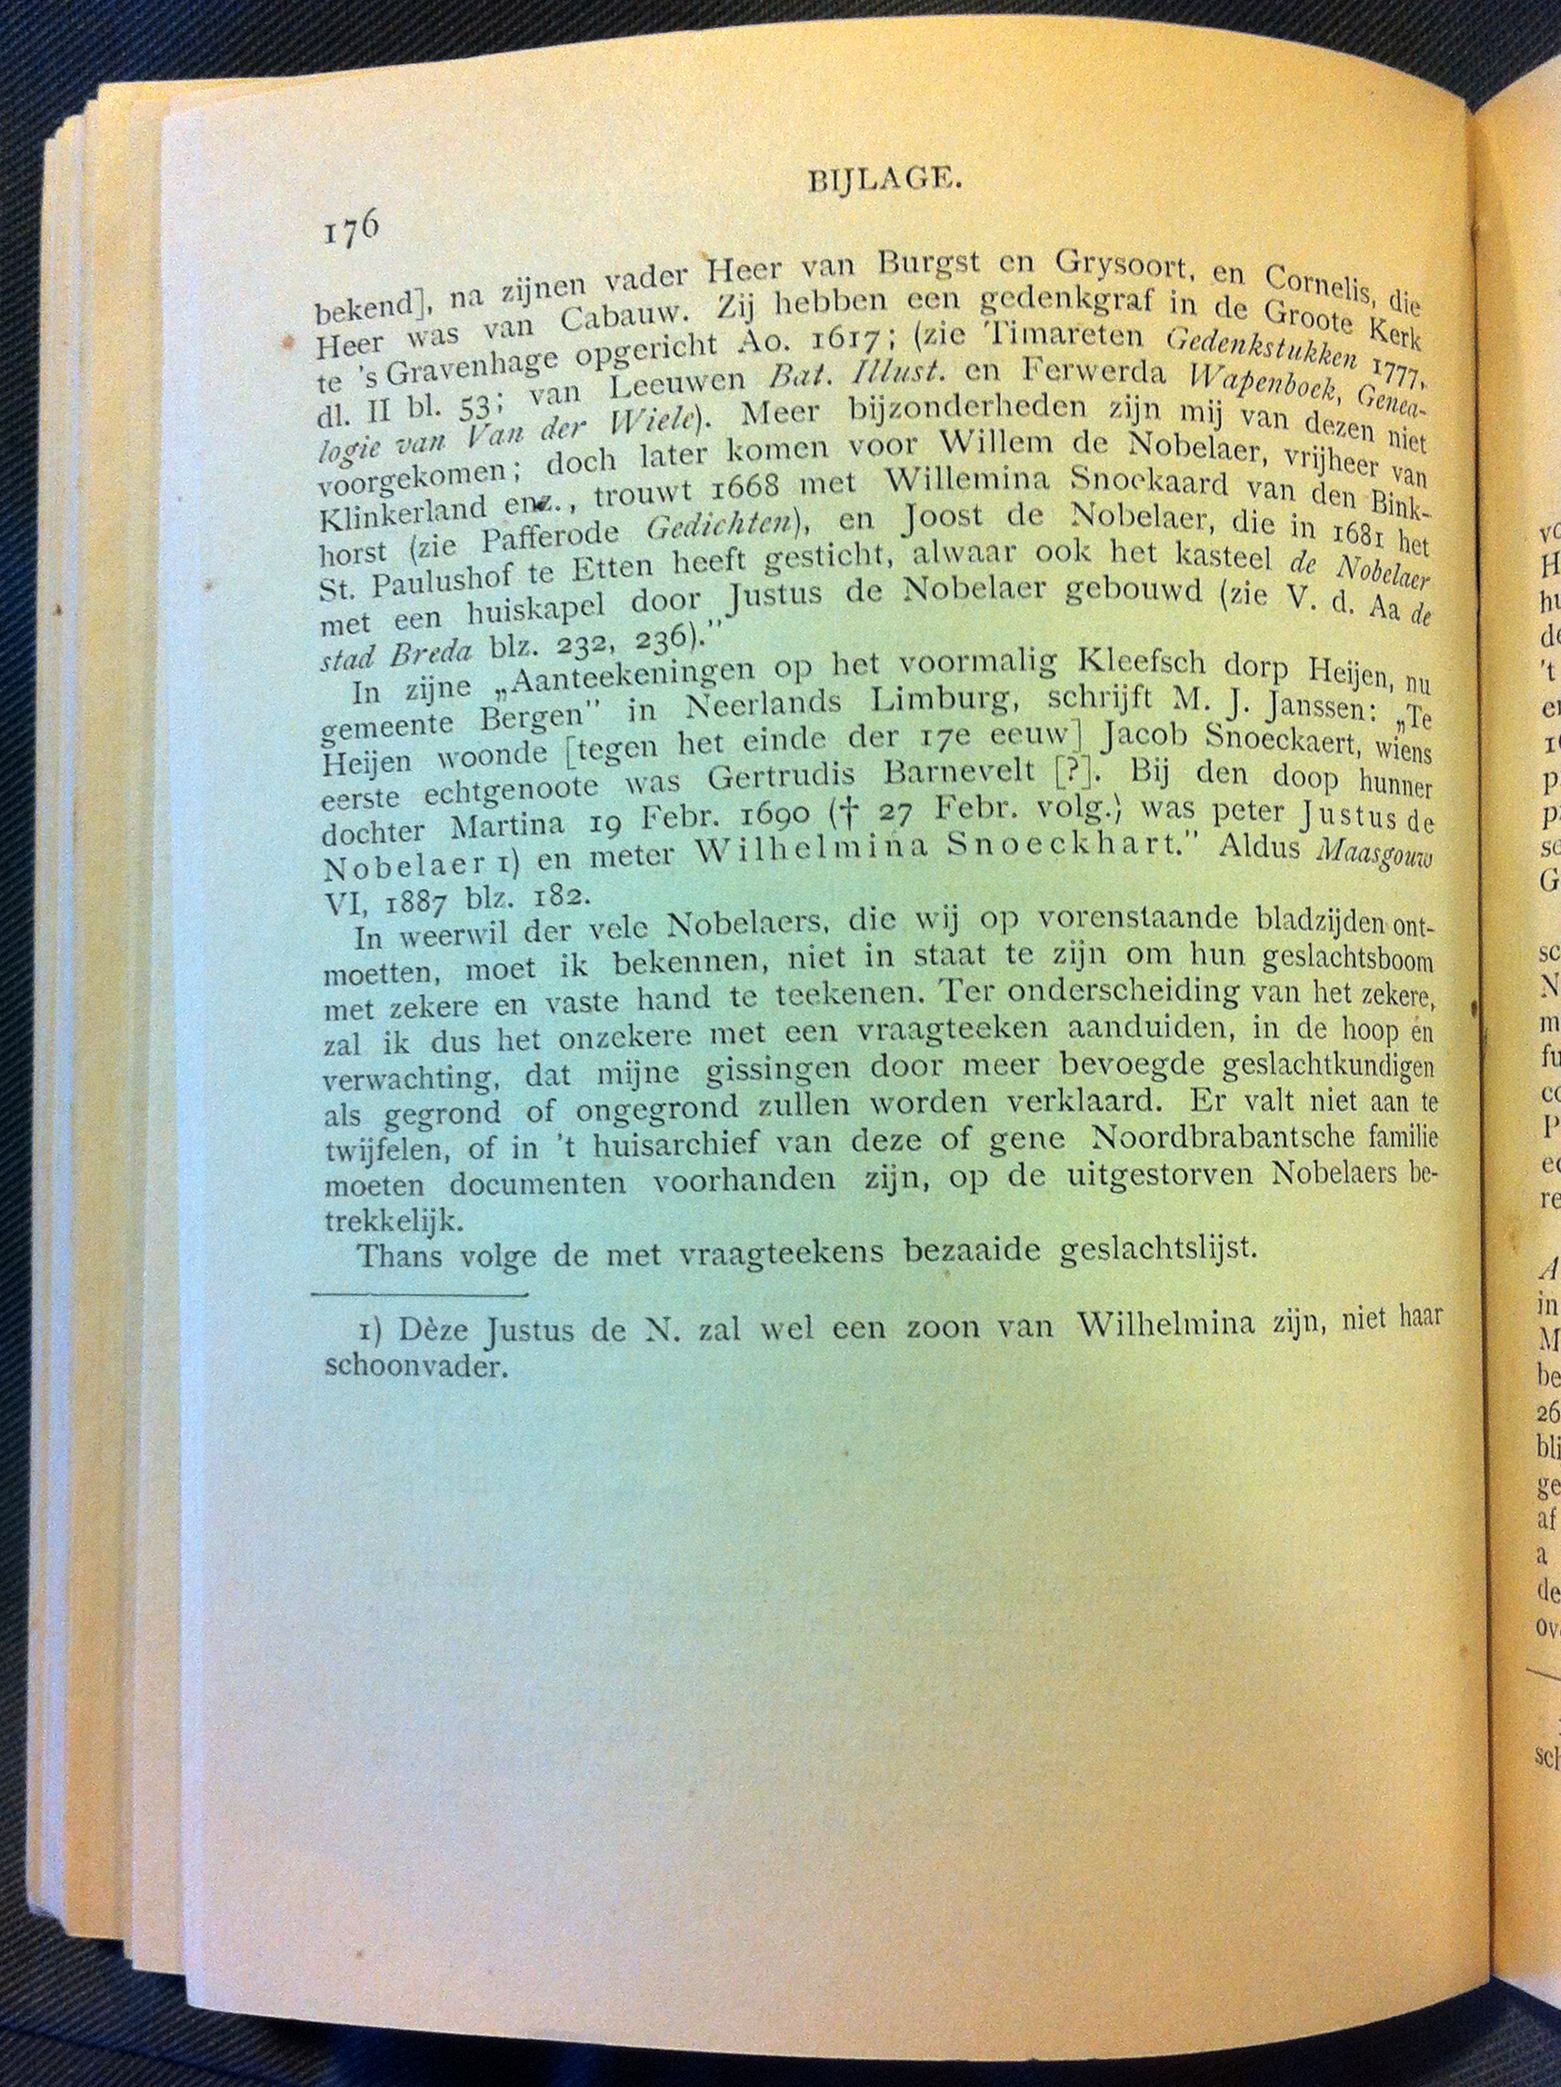 BIJLAGE.
176
bekend], na zijnen vader Heer van Burgst en Grysoort, en Cornelis, die
Heer was van Cabauw. Zij hebben een gedenkgraf in de Groote Kerk
te 's Gravenhage opgericht Ao. 1617; (zie Timareten Gedenkstukken 1777,
dl. II bl. 53; van Leeuwen Bat. Illust. en Ferwerda Wapenboek, Genea-
logie van Van der Wiele). Meer bijzonderheden zijn mij van dezen niet
voorgekomen; doch later komen voor Willem de Nobelaer, vrijheer van
Klinkerland enz., trouwt 1668 met Willemina Snoekaard van den Bink-
horst (zie Pafferode Gedichten), en Joost de Nobelaer, die in 1681 het
St. Paulushof te Etten heeft gesticht, alwaar ook het kasteel de Nobelaer
met een huiskapel door Justus de Nobelaer gebouwd (zie V. d. Aa de
stad Breda blz. 232, 236)."
In zijne „Aanteekeningen op het voormalig Kleefsch dorp Heijen, nu
gemeente Bergen" in Neerlands Limburg, schrijft M. J. Janssen: „Te
Heijen woonde [tegen het einde der 17e eeuw] Jacob Snoeckaert, wiens
eerste echtgenoote was Gertrudis Barnevelt [?]. Bij den doop hunner
dochter Martina 19 Febr. 1690 († 27 Febr. volg.) was peter Justus de
Nobelaer 1) en meter Wilhelmina Snoeckhart." Aldus Maasgouw
VI, 1887 blz. 182.
In weerwil der vele Nobelaers, die wij op vorenstaande bladzijden ont-
moetten, moet ik bekennen, niet in staat te zijn om hun geslachtsboom
met zekere en vaste hand te teekenen. Ter onderscheiding van het zekere,
zal ik dus het onzekere met een vraagteeken aanduiden, in de hoop én
verwachting, dat mijne gissingen door meer bevoegde geslachtkundigen
als gegrond of ongegrond zullen worden verklaard. Er valt niet aan te
twijfelen, of in 't huisarchief van deze of gene Noordbrabantsche familie
moeten documenten voorhanden zijn, op de uitgestorven Nobelaers be-
trekkelijk.
Thans volge de met vraagteekens bezaaide geslachtslijst.
1) Dèze Justus de N. zal wel een zoon van Wilhelmina zijn, niet haar
schoonvader.